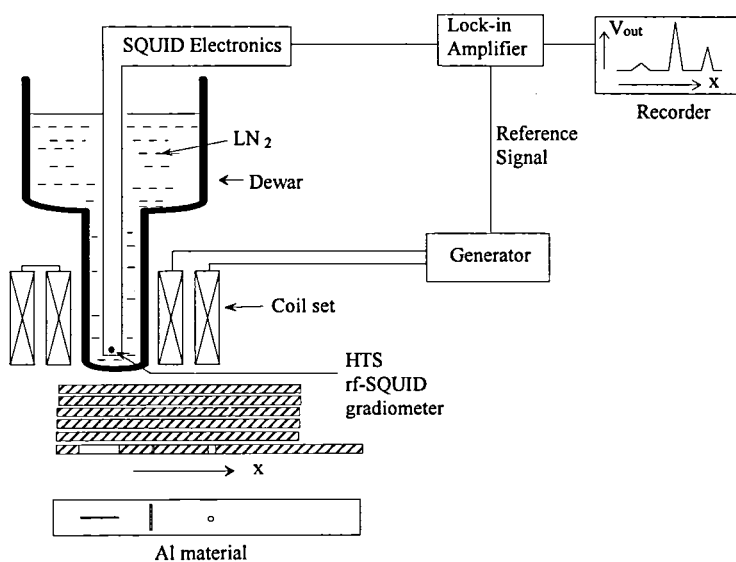 SQUID Electronics
Lock-in
Amplifier
Vout
x
Recorder
LN 2
Reference
Signal
Dewar
Generator
Coil set
HTS
rf-SQUID
gradiometer
x
Al material